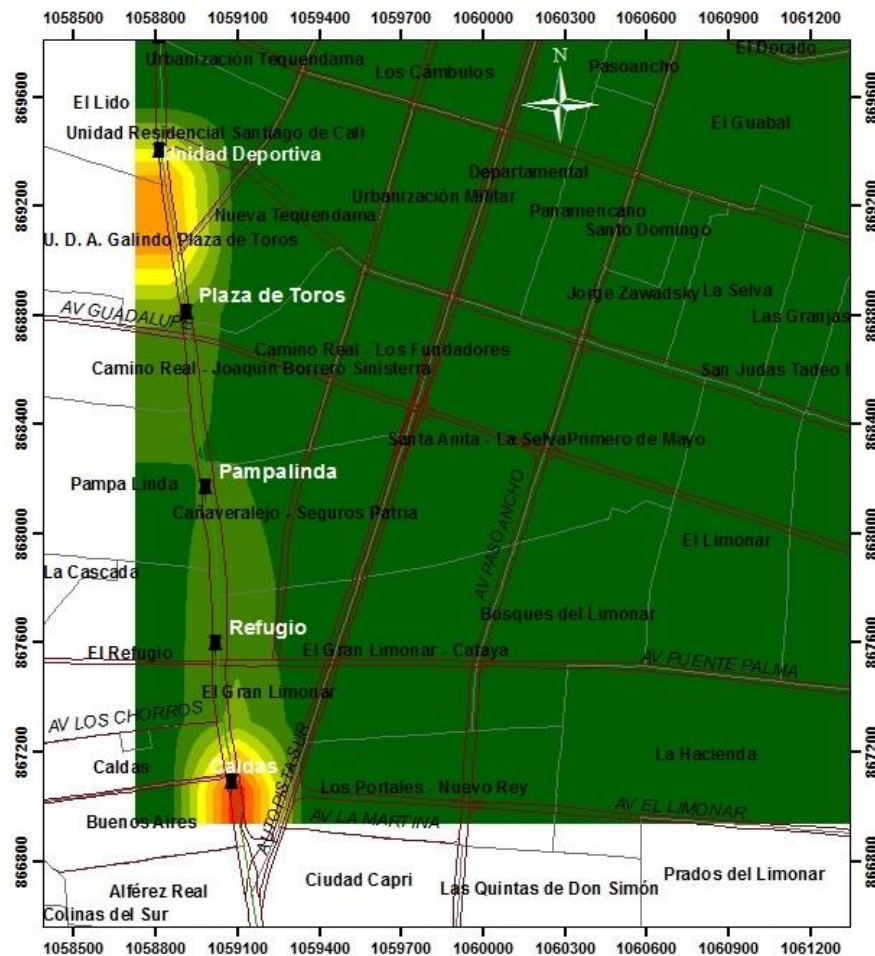 1058500 1058800 1059100 1059400 1059700 1060000 1060300 1060600 1060900 1061200
El Dorado
Urbanización Tequendama
N
Pasoancho
Los Cámbulos
869600
El Lido
869600
El Guabal
Unidad Residencial Santiago de Cali
Unidad Deportiva
Departamental
869200
Urbanización Militar
869200
Nueva Tequendama
Panamericano
Santo Domingo
U. D. A. Galindo Plaza de Toros
Plaza de Toros
Jorge Zawadsky
La Selva
AV GUADALUPE
868800
Las Granjas
868800
Camino Real - Los Fundadores
Camino Real - Joaquín Borrero Sinisterra
San Judas Tadeo I
868400
868400
Santa Anita - La Selva
Primero de Mayo
Pampalinda
Pampa Linda
Cañaveralejo - Seguros Patria
868000
AV PASOANCHO
868000
El Limonar
La Cascada
Bosques del Limonar
Refugio
867600
El Refugio
El Gran Limonar - Cataya
AV PUENTE PALMA
867600
El Gran Limonar
AV LOS CHORROS
867200
AUTOPISTA SUR
La Hacienda
867200
Caldas
Caldas
Los Portales - Nuevo Rey
AV EL LIMONAR
Buenos Aires
AV LA MARTINA
866800
866800
Alférez Real
Ciudad Capri
Las Quintas de Don Simón
Prados del Limonar
Colinas del Sur
1058500 1058800 1059100 1059400 1059700 1060000 1060300 1060600 1060900 1061200